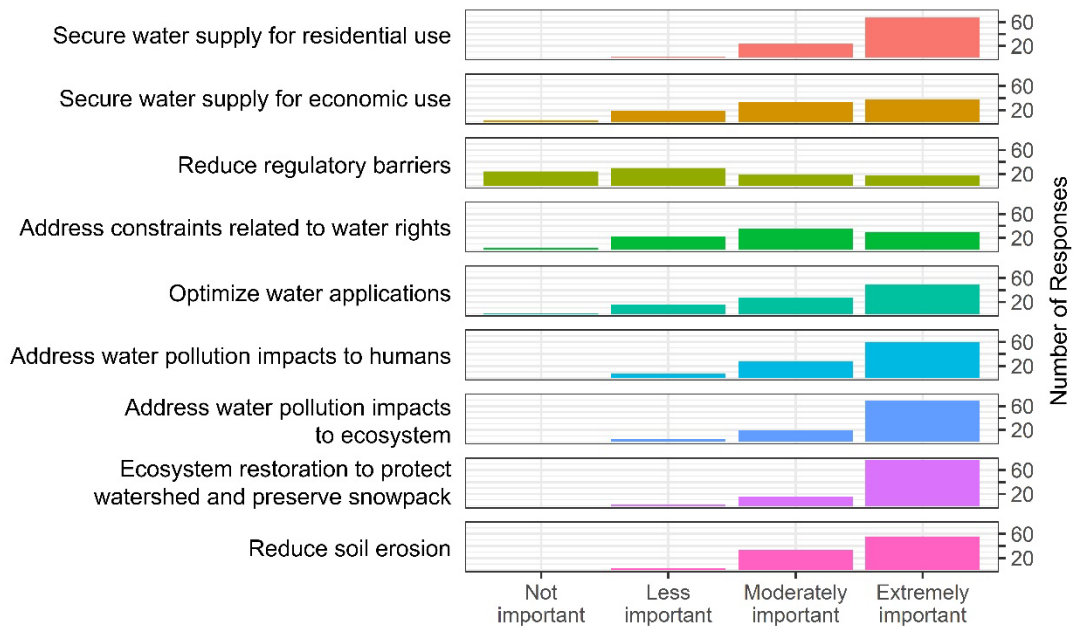 Secure water supply for residential use
60
20
Secure water supply for economic use
60
20
Reduce regulatory barriers
60
20
Address constraints related to water rights
60
20
Optimize water applications
60
20
Address water pollution impacts to humans
60
20
Address water pollution impacts
to ecosystem
60
20
Ecosystem restoration to protect
watershed and preserve snowpack
60
20
Reduce soil erosion
60
20
Number of Responses
Not
important
Less
important
Moderately
important
Extremely
important